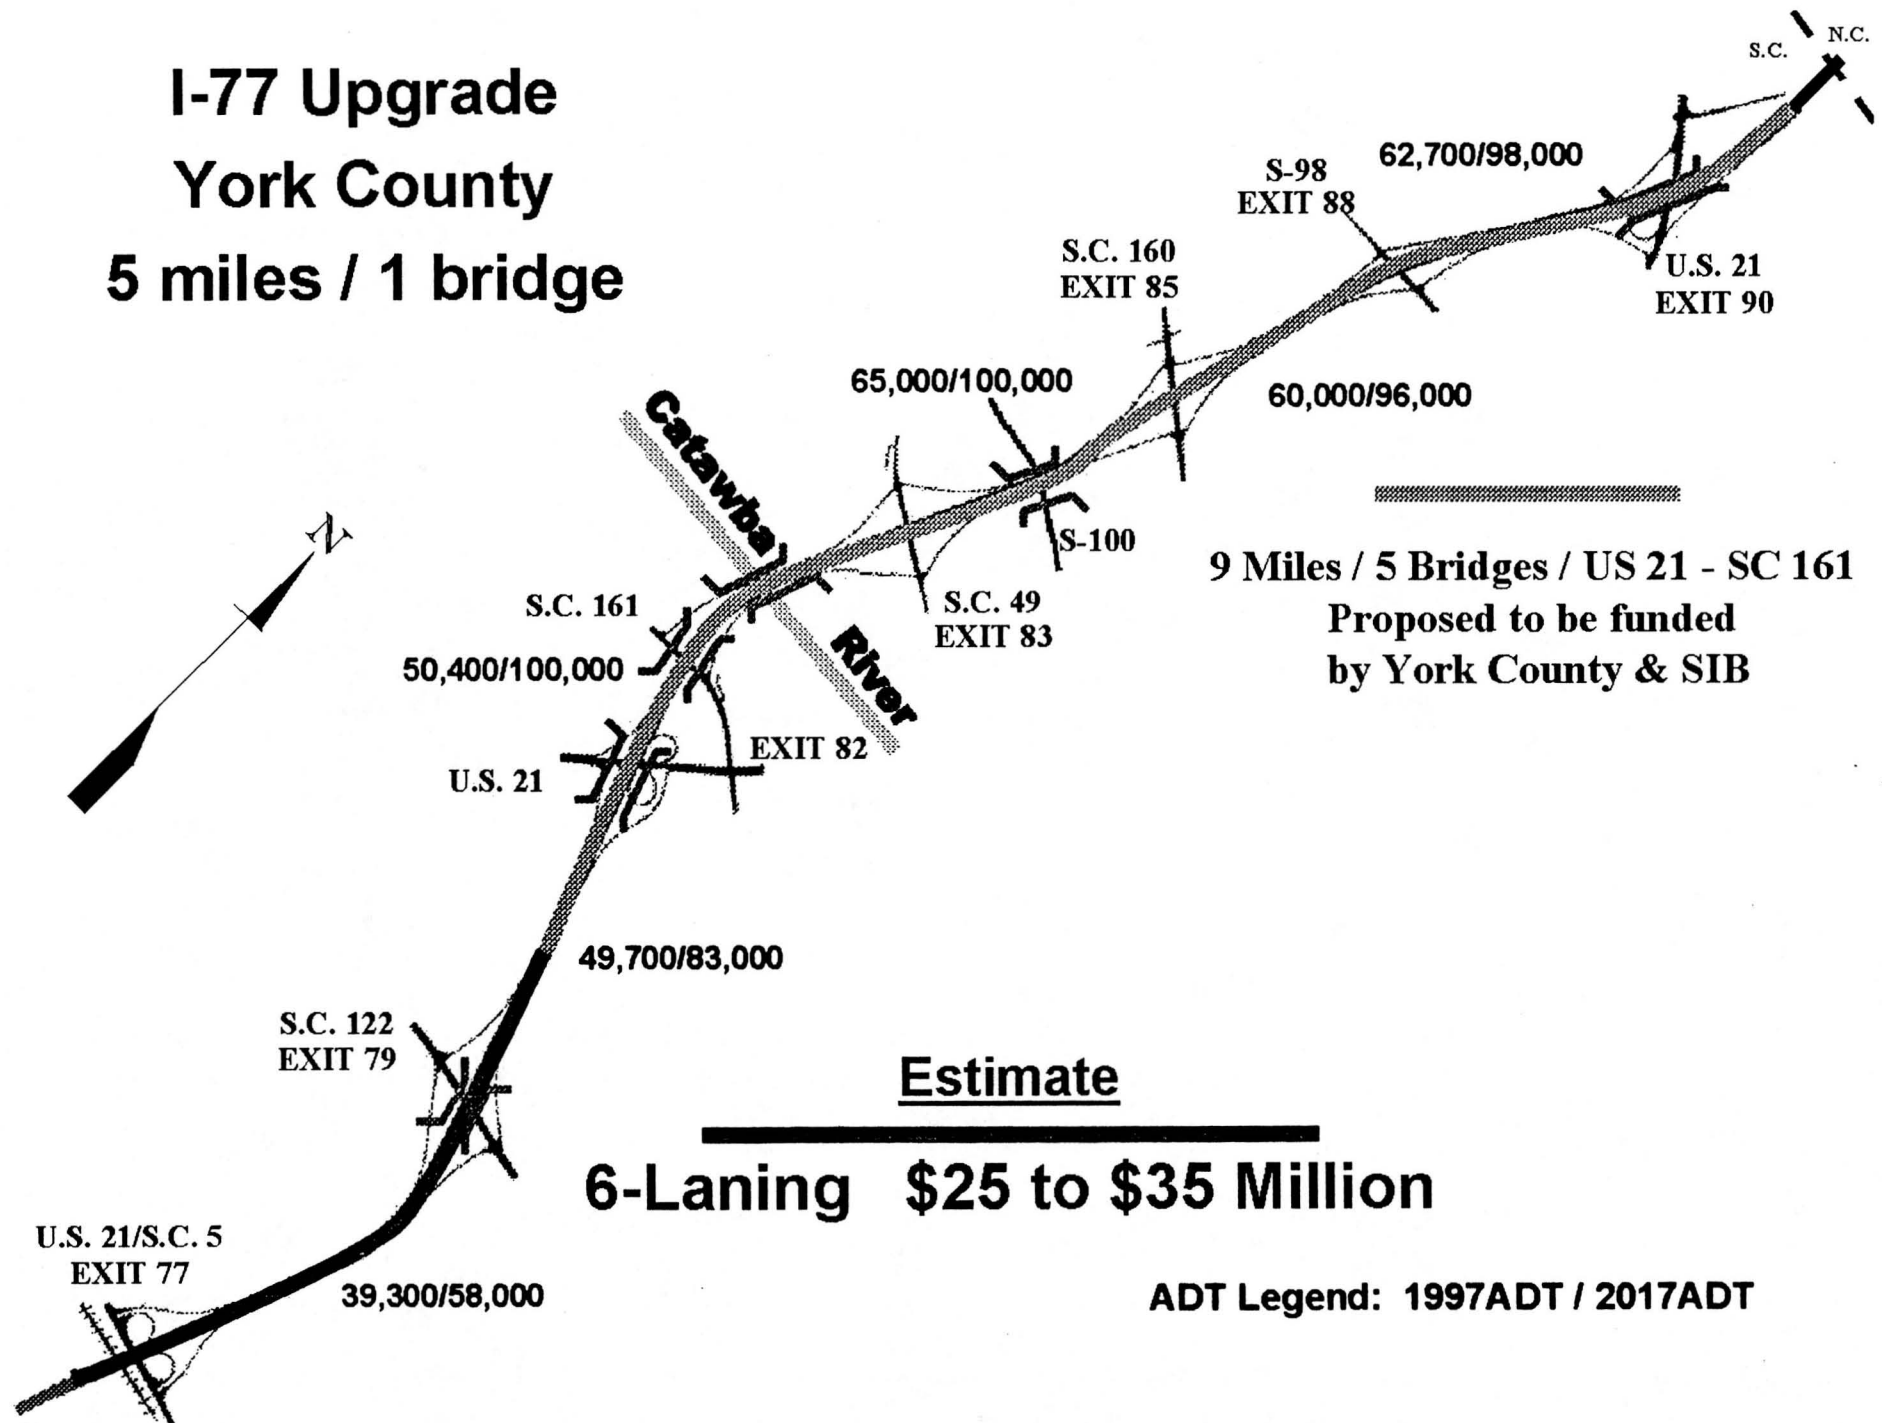 I-77 Upgrade
York County
5 miles / 1 bridge
S.C.
N.C.
62,700/98,000
S-98
EXIT 88
U.S. 21
EXIT 90
S.C. 160
EXIT 85
65,000/100,000
60,000/96,000
Catawba
River
N
S-100
9 Miles / 5 Bridges / US 21 - SC 161
Proposed to be funded
by York County & SIB
S.C. 161
S.C. 49
EXIT 83
50,400/100,000
EXIT 82
U.S. 21
49,700/83,000
S.C. 122
EXIT 79
Estimate
6-Laning $25 to $35 Million
U.S. 21/S.C. 5
EXIT 77
39,300/58,000
ADT Legend: 1997ADT / 2017ADT